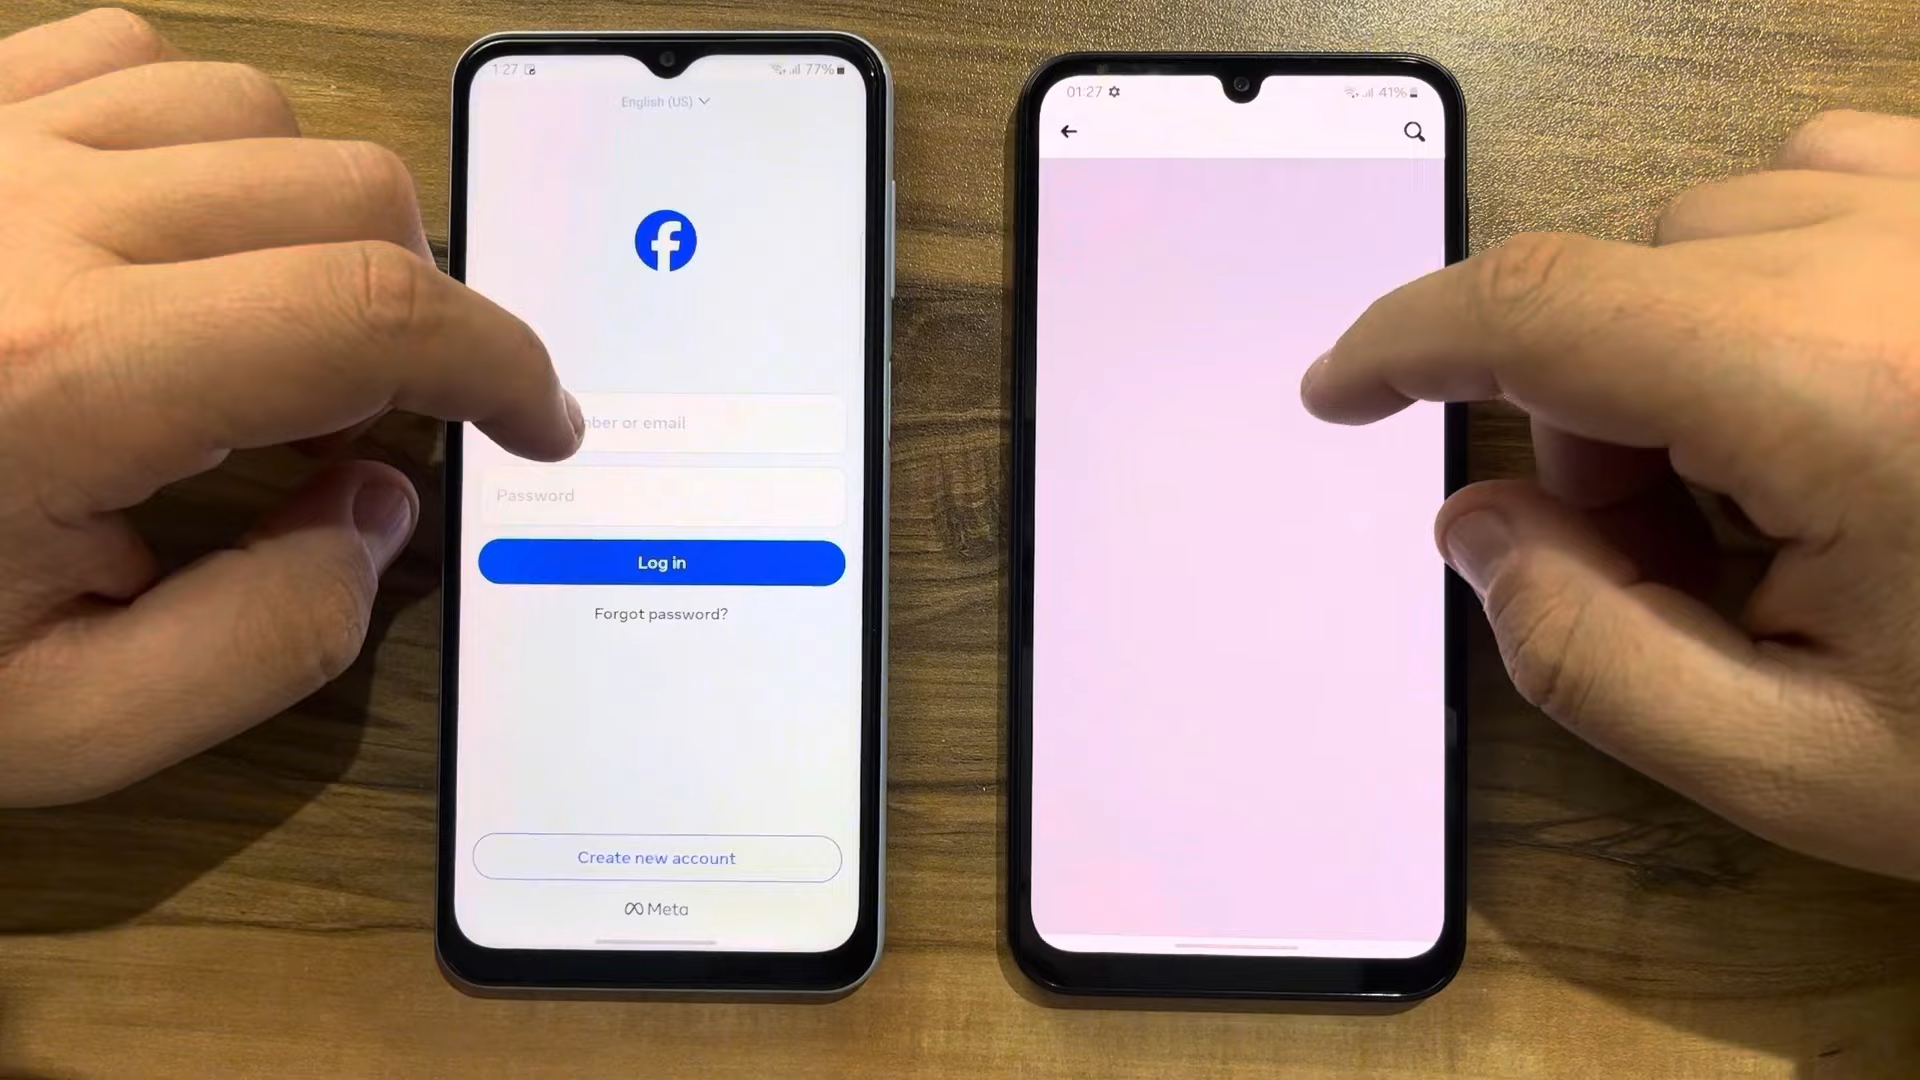 1:27
77%
English (US)
nber or email
Password
Log in
Forgot password?
Create new account
Meta
01:27
41%